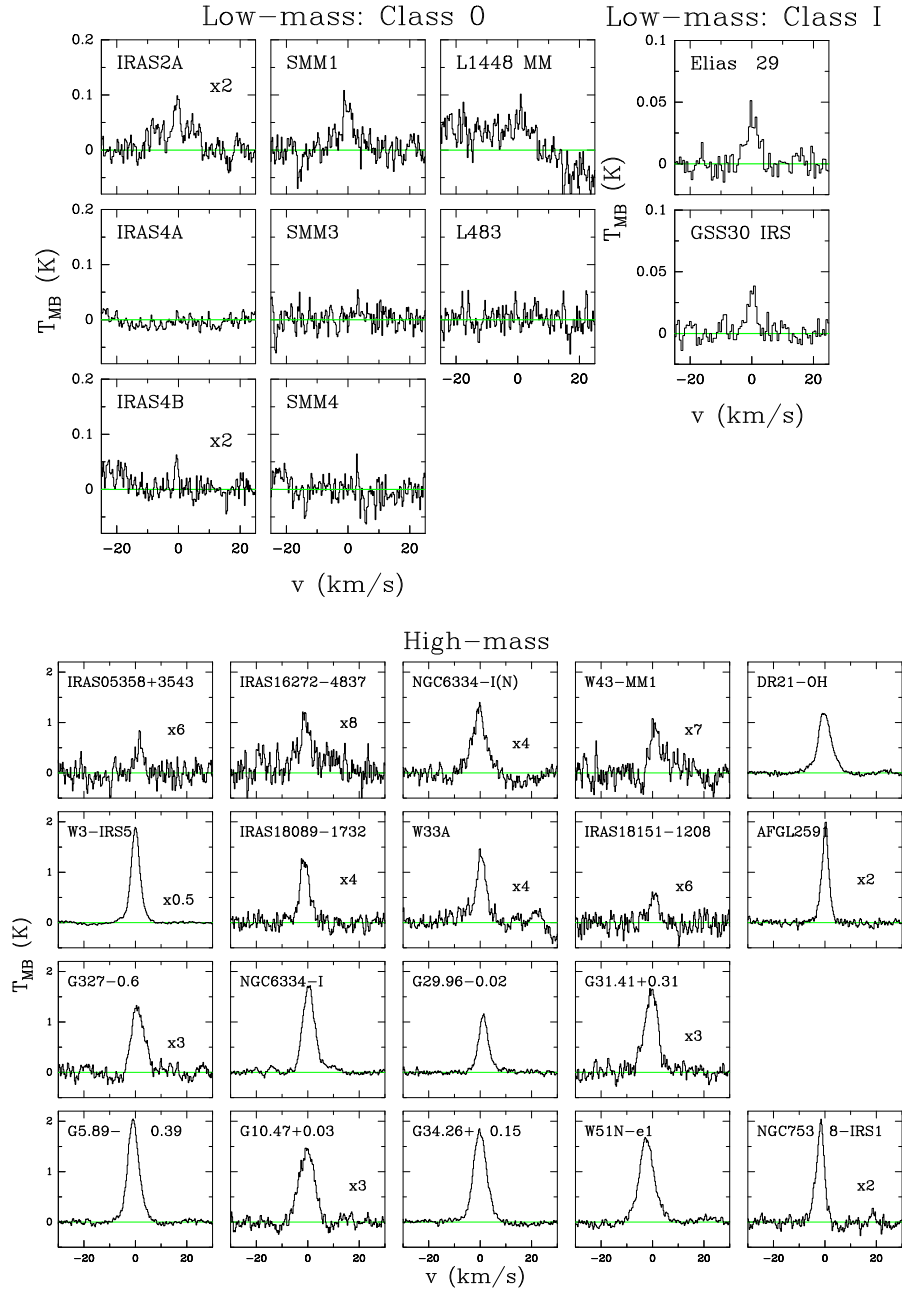 Low-mass: Class 0
Low-mass: Class I
IRAS2A
x2
SMM1
L1448 MM
Elias 29
0.2
0.1
0
0.1
0.05
0
IRAS4A
SMM3
L483
GSS30 IRS
0.2
0.1
0
0.1
0.05
0
T_MB (K)
T_MB (K)
-20 0 20
-20 0 20
v (km/s)
IRAS4B
x2
SMM4
0.2
0.1
0
-20 0 20
-20 0 20
v (km/s)
High-mass
IRAS05358+3543
x6
IRAS16272-4837
x8
NGC6334-I(N)
x4
W43-MM1
x7
DR21-OH
2
1
0
W3-IRS5
x0.5
IRAS18089-1732
x4
W33A
x4
IRAS18151-1208
x6
AFGL2591
x2
2
1
0
T_MB (K)
G327-0.6
x3
NGC6334-I
G29.96-0.02
G31.41+0.31
x3
2
1
0
G5.89-0.39
G10.47+0.03
x3
G34.26+0.15
W51N-e1
NGC7538-IRS1
x2
2
1
0
-20 0 20
-20 0 20
-20 0 20
-20 0 20
-20 0 20
v (km/s)